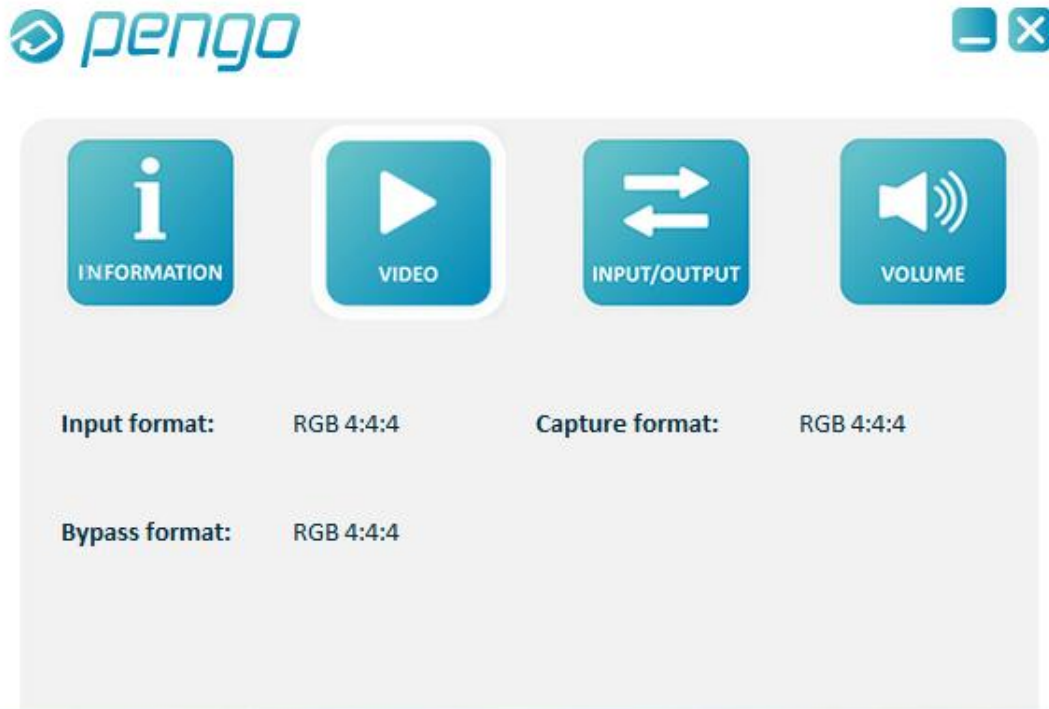 pengo
INFORMATION
VIDEO
INPUT/OUTPUT
VOLUME
Input format: RGB 4:4:4 Capture format: RGB 4:4:4
Bypass format: RGB 4:4:4